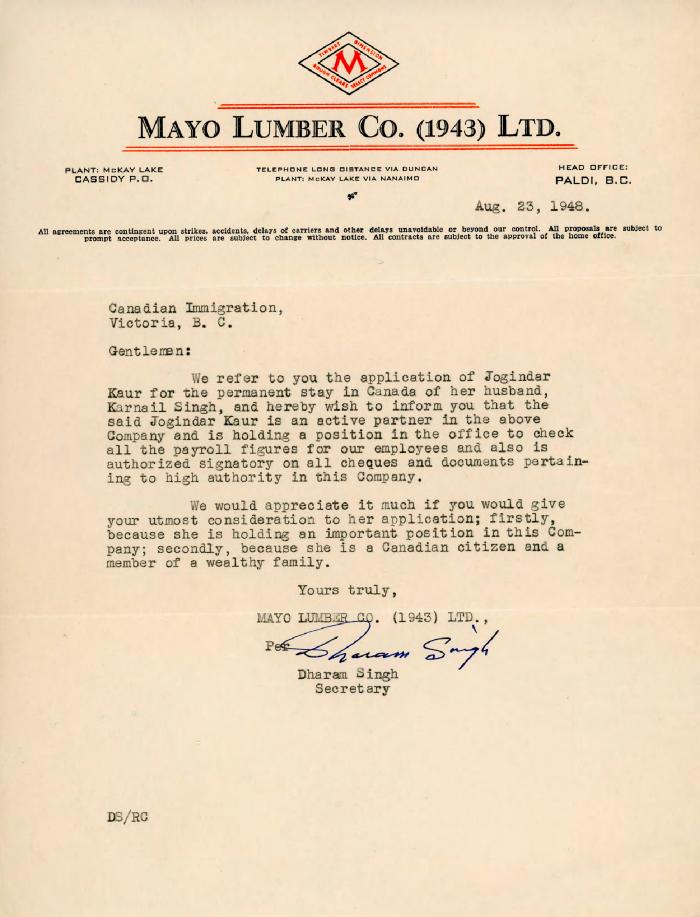 TIMBERS DIMENSION
M
ROUGH CLEARS SELECT COMMONS
MAYO LUMBER CO. (1943) LTD.
PLANT: McKAY LAKE
CASSIDY P.O.
TELEPHONE LONG DISTANCE VIA DUNCAN
PLANT: McKAY LAKE VIA NANAIMO
HEAD OFFICE:
PALDI, B.C.
Aug. 23, 1948.
All agreements are contingent upon strikes, accidents, delays of carriers and other delays unavoidable or beyond our control. All proposals are subject to
prompt acceptance. All prices are subject to change without notice. All contracts are subject to the approval of the home office.
Canadian Immigration,
Victoria, B. C.
Gentlemen:
We refer to you the application of Jogindar
Kaur for the permanent stay in Canada of her husband,
Karnail Singh, and hereby wish to inform you that the
said Jogindar Kaur is an active partner in the above
Company and is holding a position in the office to check
all the payroll figures for our employees and also is
authorized signatory on all cheques and documents pertain-
ing to high authority in this Company.
We would appreciate it much if you would give
your utmost consideration to her application; firstly,
because she is holding an important position in this Com-
pany; secondly, because she is a Canadian citizen and a
member of a wealthy family.
Yours truly,
MAYO LUMBER CO. (1943) LTD.,
Per Dharam Singh
Dharam Singh
Secretary
DS/RG